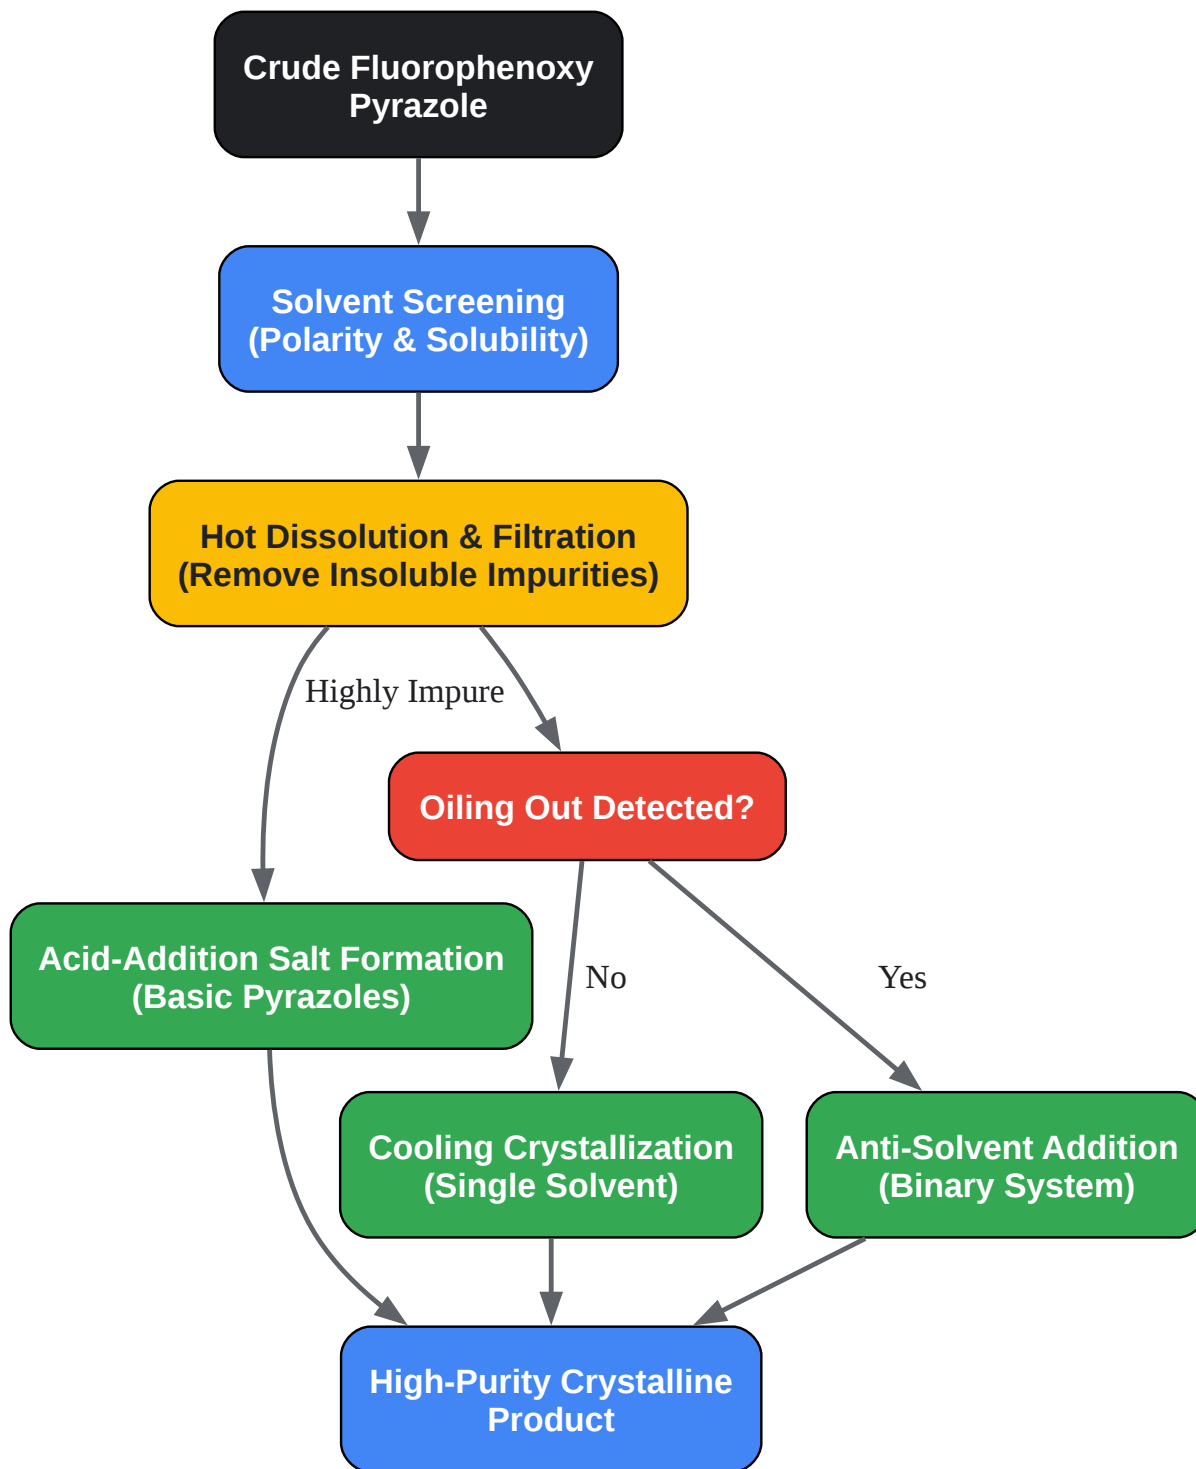 Crude Fluorophenoxy
Pyrazole
Solvent Screening
(Polarity & Solubility)
Hot Dissolution & Filtration
(Remove Insoluble Impurities)
Highly Impure
Oiling Out Detected?
Acid-Addition Salt Formation
(Basic Pyrazoles)
No
Yes
Cooling Crystallization
(Single Solvent)
Anti-Solvent Addition
(Binary System)
High-Purity Crystalline
Product